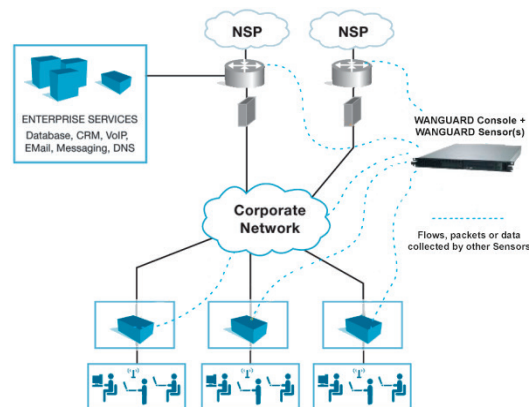 NSP
NSP
ENTERPRISE SERVICES
Database, CRM, VoIP,
EMail, Messaging, DNS
WANGUARD Console +
WANGUARD Sensor(s)
Corporate
Network
Flows, packets or data
collected by other Sensors